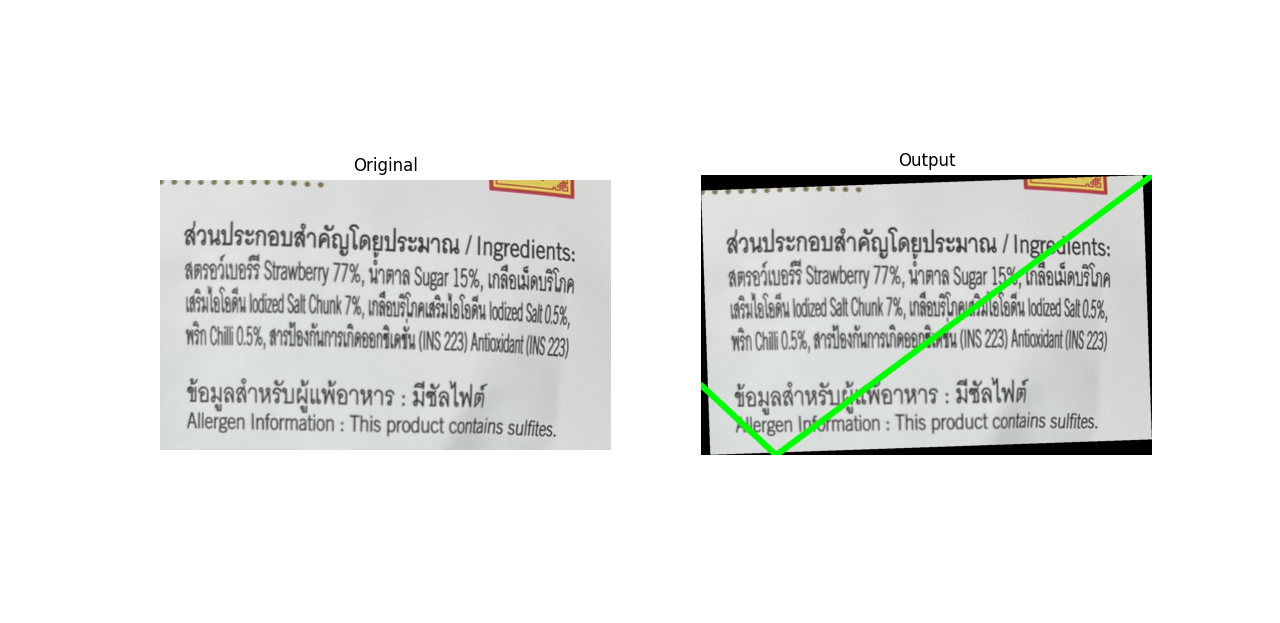 Original
ส่วนประกอบสำคัญโดยประมาณ / Ingredients:
สตรอว์เบอร์รี Strawberry 77%, น้ำตาล Sugar 15%, เกลือเม็ดบริโภค
เสริมไอโอดีน Iodized Salt Chunk 7%, เกลือบริโภคเสริมไอโอดีน Iodized Salt 0.5%,
พริก Chilli 0.5%, สารป้องกันการเกิดออกซิเดชั่น (INS 223) Antioxidant (INS 223)
ข้อมูลสำหรับผู้แพ้อาหาร : มีซัลไฟต์
Allergen Information : This product contains sulfites.
Output
ส่วนประกอบสำคัญโดยประมาณ / Ingredients:
สตรอว์เบอร์รี Strawberry 77%, น้ำตาล Sugar 15%, เกลือเม็ดบริโภค
เสริมไอโอดีน Iodized Salt Chunk 7%, เกลือบริโภคเสริมไอโอดีน Iodized Salt 0.5%,
พริก Chilli 0.5%, สารป้องกันการเกิดออกซิเดชั่น (INS 223) Antioxidant (INS 223)
ข้อมูลสำหรับผู้แพ้อาหาร : มีซัลไฟต์
Allergen Information : This product contains sulfites.